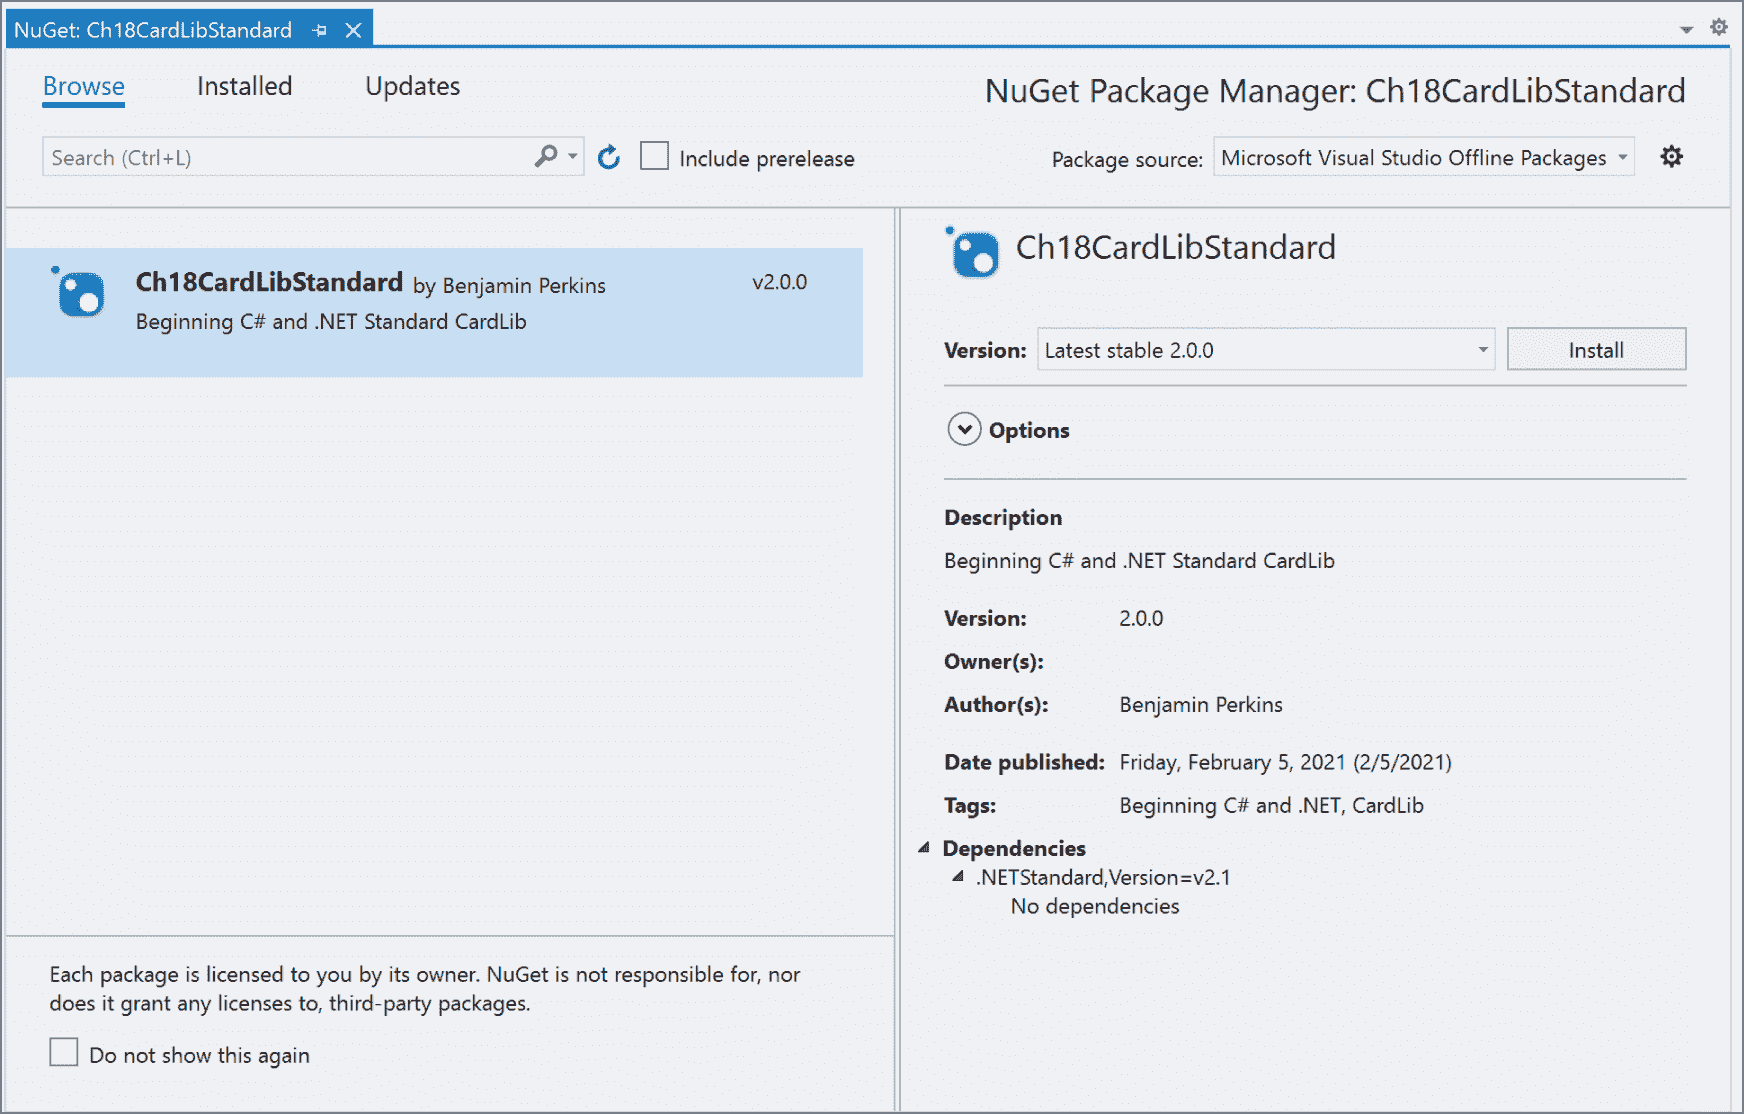 NuGet: Ch18CardLibStandard
Browse Installed Updates
NuGet Package Manager: Ch18CardLibStandard
Search (Ctrl+L)
Include prerelease
Package source: Microsoft Visual Studio Offline Packages
Ch18CardLibStandard by Benjamin Perkins v2.0.0
Beginning C# and .NET Standard CardLib
Each package is licensed to you by its owner. NuGet is not responsible for, nor
does it grant any licenses to, third-party packages.
Do not show this again
Ch18CardLibStandard
Version: Latest stable 2.0.0 Install
Options
Description
Beginning C# and .NET Standard CardLib
Version: 2.0.0
Owner(s):
Author(s): Benjamin Perkins
Date published: Friday, February 5, 2021 (2/5/2021)
Tags: Beginning C# and .NET, CardLib
Dependencies
.NETStandard,Version=v2.1
No dependencies